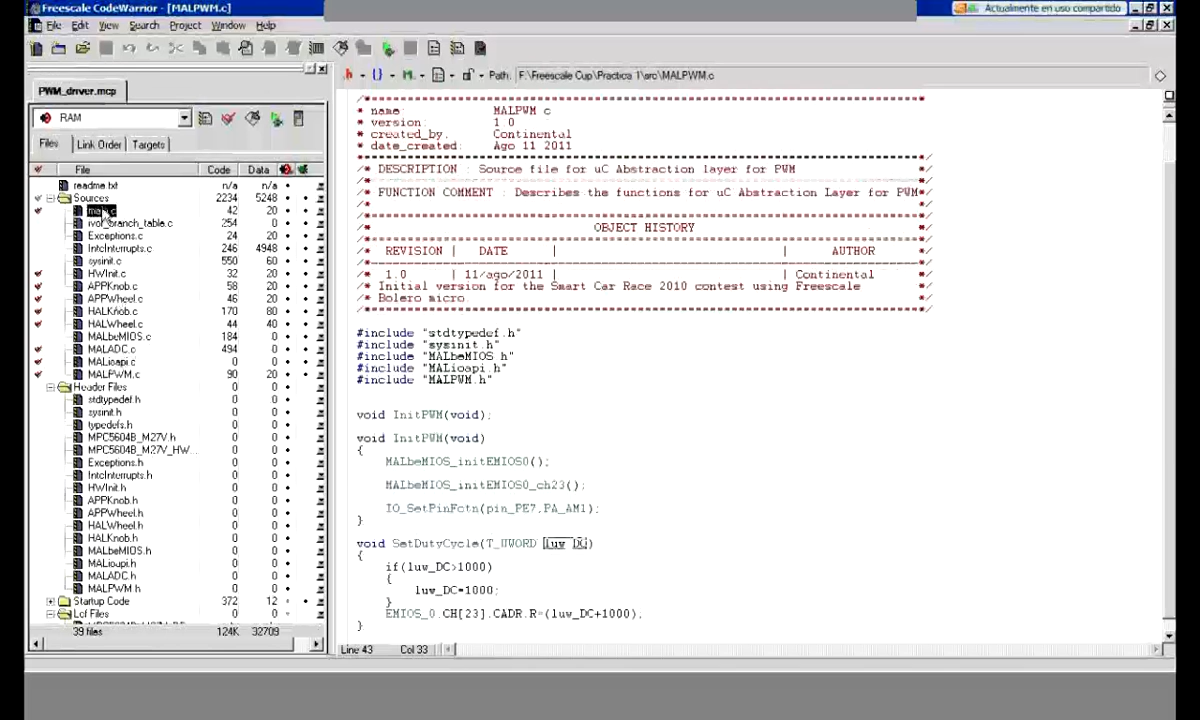 Freescale CodeWarrior - [MALPWM.c]
Actualmente en uso compartido
File Edit View Search Project Window Help
Path: F:\Freescale Cup\Practica 1\src\MALPWM.c
PWM_driver.mcp
RAM
Files Link Order Targets
File Code Data
readme.txt n/a n/a
Sources 2234 5248
main.c 42 20
ivor_branch_table.c 254 0
Exceptions.c 24 20
IntcInterrupts.c 246 4948
sysinit.c 550 60
HWInit.c 32 20
APPKnob.c 58 20
APPWheel.c 46 20
HALKnob.c 170 80
HALWheel.c 44 40
MALbeMIOS.c 184 0
MALADC.c 494 0
MALioapi.c 0 0
MALPWM.c 90 20
Header Files 0 0
stdtypedef.h 0 0
sysinit.h 0 0
typedefs.h 0 0
MPC5604B_M27V.h 0 0
MPC5604B_M27V_HW... 0 0
Exceptions.h 0 0
IntcInterrupts.h 0 0
HWInit.h 0 0
APPKnob.h 0 0
APPWheel.h 0 0
HALWheel.h 0 0
HALKnob.h 0 0
MALbeMIOS.h 0 0
MALioapi.h 0 0
MALADC.h 0 0
MALPWM.h 0 0
Startup Code 372 12
Lcf Files 0 0
39 files 124K 32709
/*******************************************************************************
* name: MALPWM c
* version: 1 0
* created_by: Continental
* date_created: Ago 11 2011
/* DESCRIPTION : Source file for uC Abstraction layer for PWM */
/* FUNCTION COMMENT : Describes the functions for uC Abstraction Layer for PWM*/
/* OBJECT HISTORY */
/* REVISION | DATE | | AUTHOR */
/* 1.0 | 11/ago/2011 | | Continental */
/* Initial version for the Smart Car Race 2010 contest using Freescale */
/* Bolero micro. */
#include "stdtypedef.h"
#include "sysinit.h"
#include "MALbeMIOS h"
#include "MALioapi.h"
#include "MALPWM.h"
void InitPWM(void);
void InitPWM(void)
{
MALbeMIOS_initEMIOS0();
MALbeMIOS_initEMIOS0_ch23();
IO_SetPinFctn(pin_PE7,PA_AM1);
}
void SetDutyCycle(T_UWORD luw_DC)
{
if(luw_DC>1000)
{
luw_DC=1000;
}
EMIOS_0.CH[23].CADR.R=(luw_DC+1000);
}
Line 43 Col 33